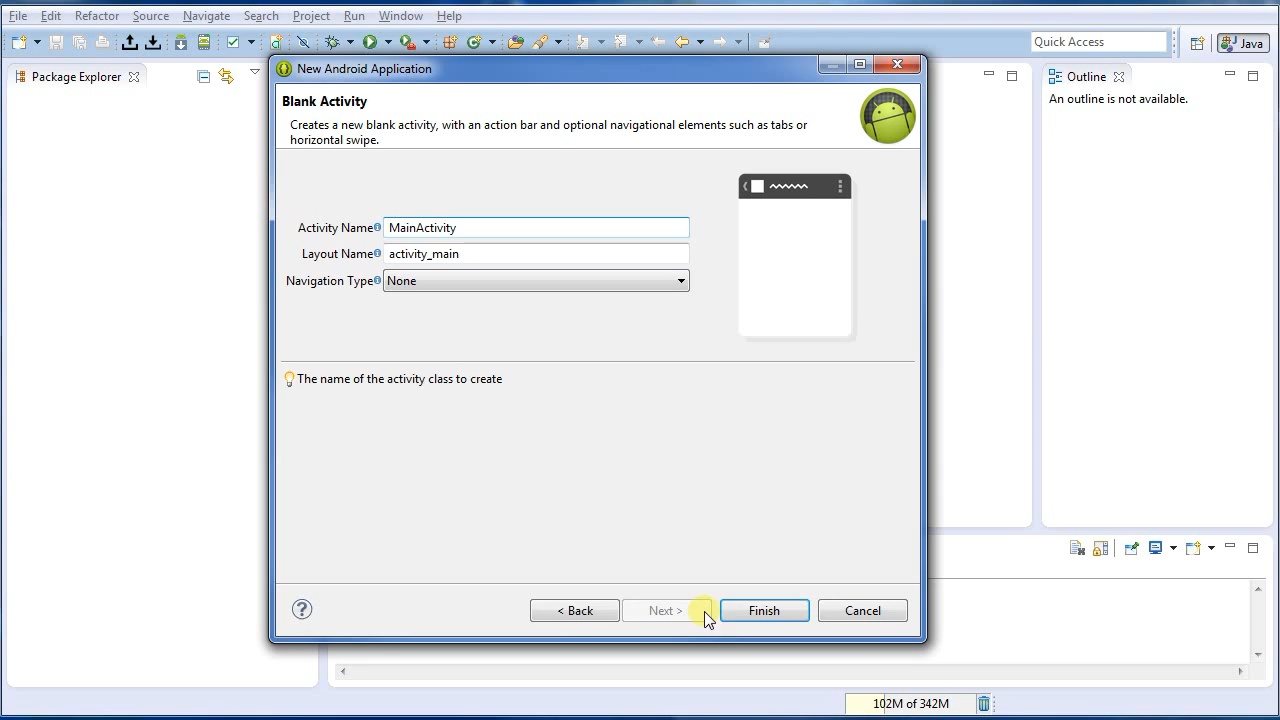 File Edit Refactor Source Navigate Search Project Run Window Help
Quick Access
Java
Package Explorer
New Android Application
Outline
An outline is not available.
Blank Activity
Creates a new blank activity, with an action bar and optional navigational elements such as tabs or
horizontal swipe.
Activity Name MainActivity
Layout Name activity_main
Navigation Type None
The name of the activity class to create
< Back Next > Finish Cancel
102M of 342M